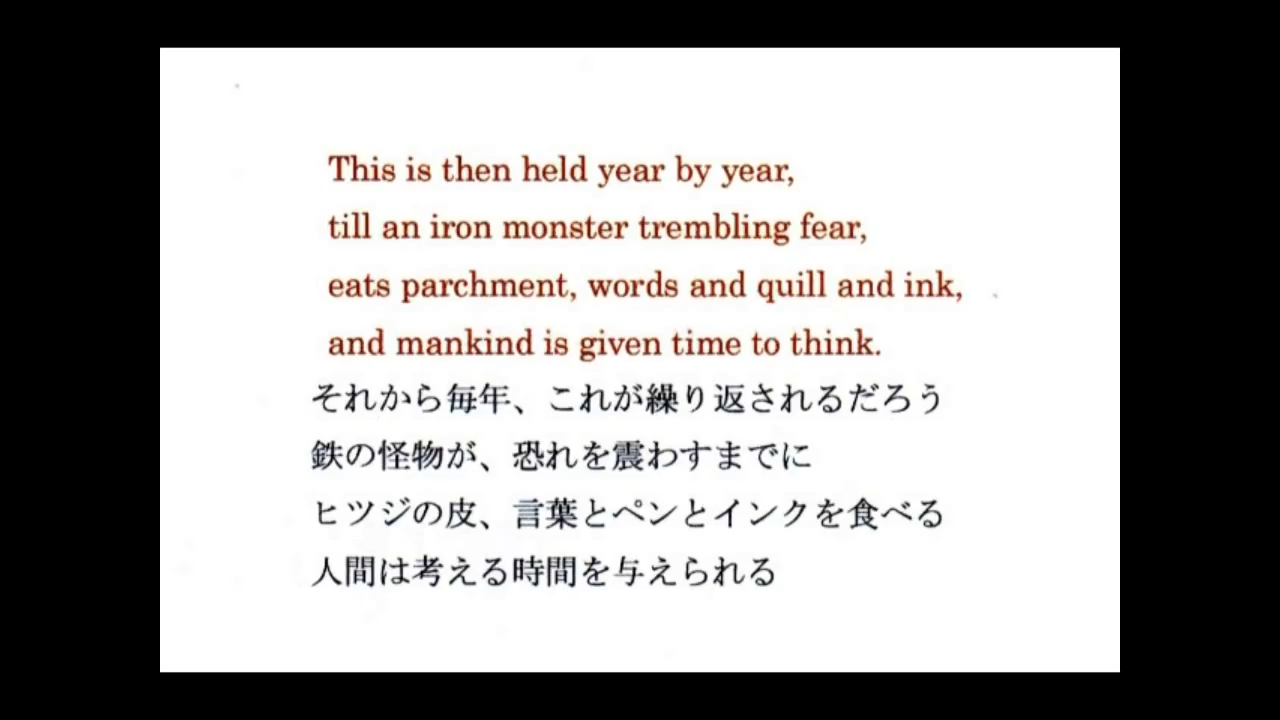 This is then held year by year,
till an iron monster trembling fear,
eats parchment, words and quill and ink,
and mankind is given time to think.
それから毎年、これが繰り返されるだろう
鉄の怪物が、恐れを震わすまでに
ヒツジの皮、言葉とペンとインクを食べる
人間は考える時間を与えられる